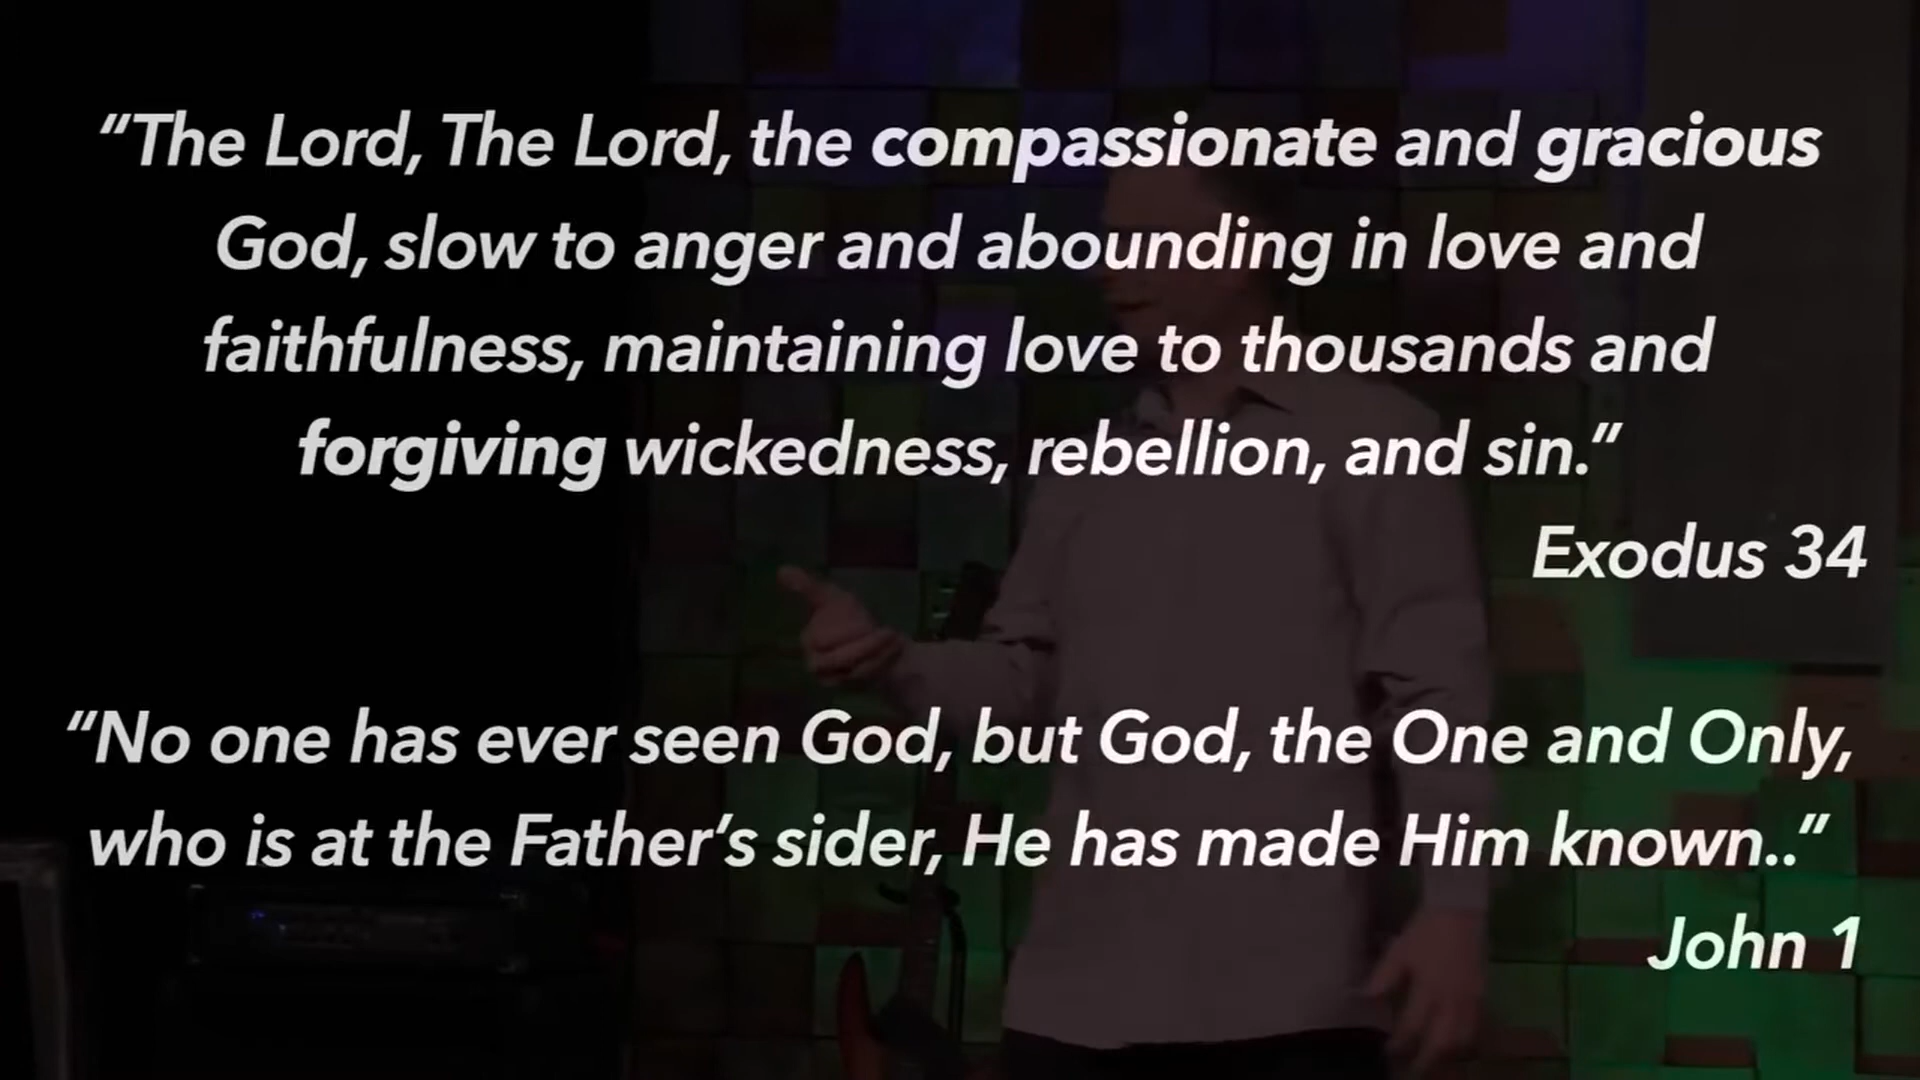 “The Lord, The Lord, the compassionate and gracious
God, slow to anger and abounding in love and
faithfulness, maintaining love to thousands and
forgiving wickedness, rebellion, and sin.”
Exodus 34
“No one has ever seen God, but God, the One and Only,
who is at the Father’s sider, He has made Him known..”
John 1